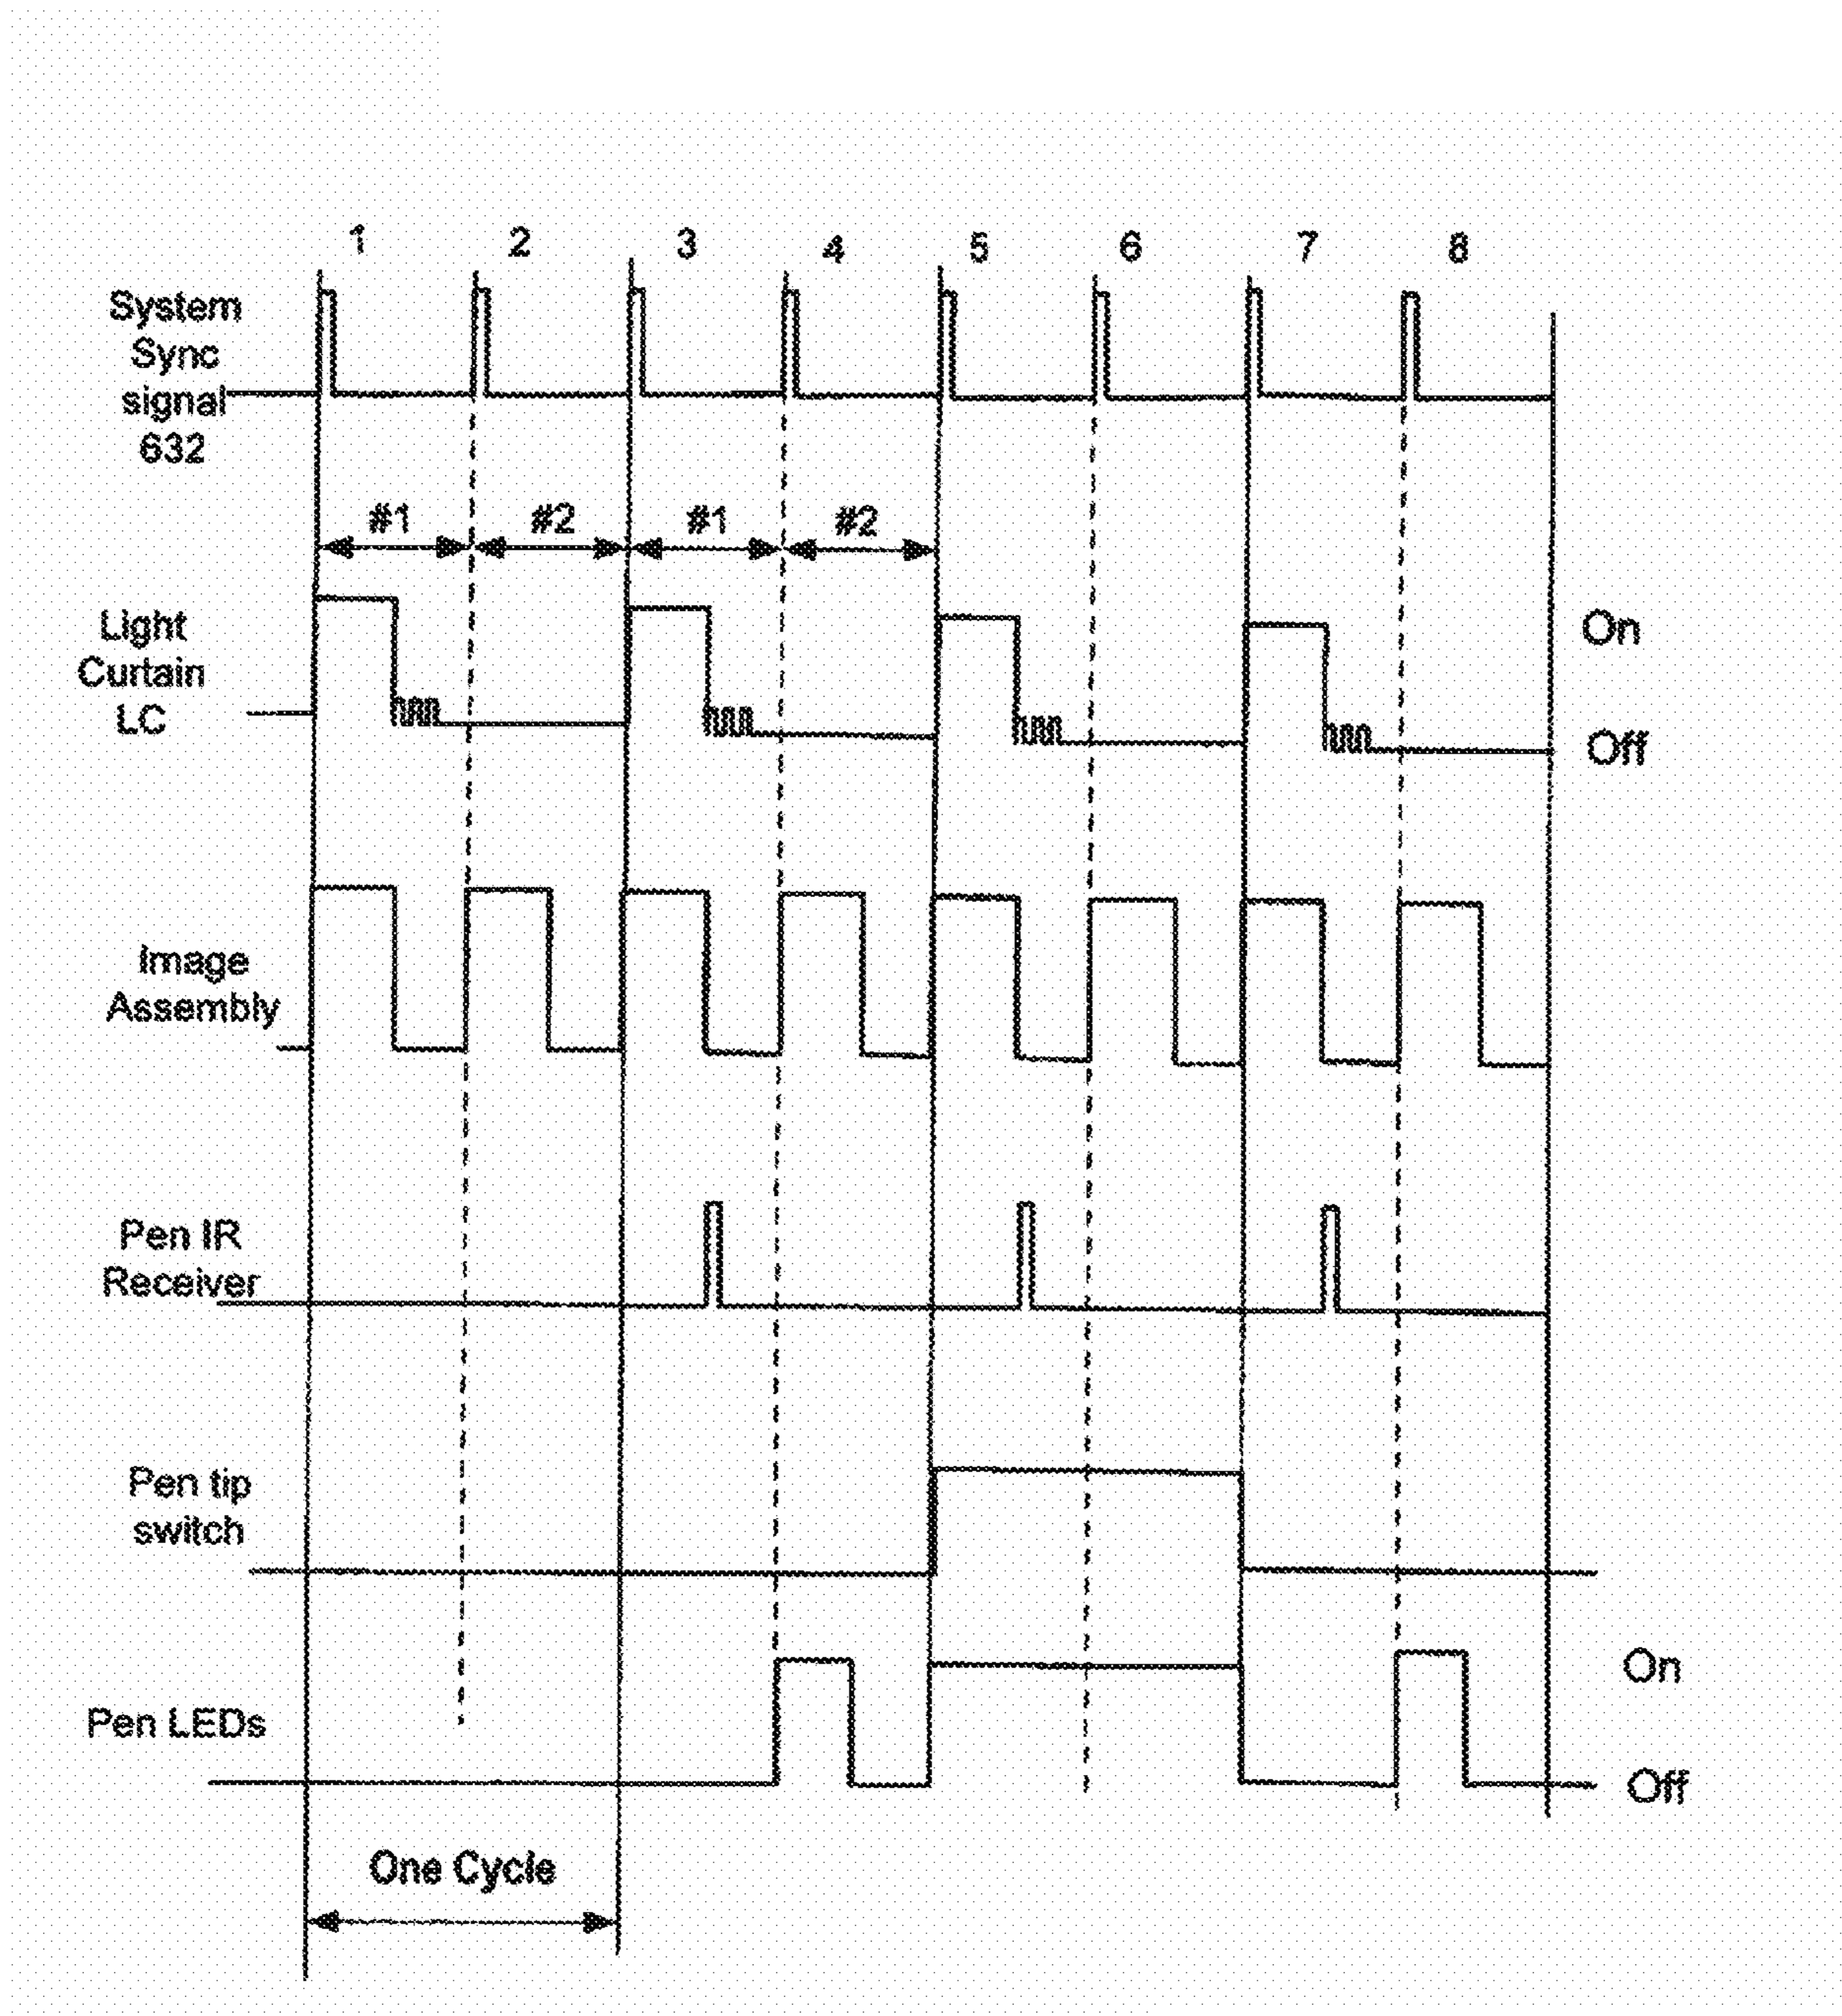 1 2 3 4 5 6 7 8
System
Sync
signal
632
#1 #2 #1 #2
Light
Curtain
LC
On
Off
Image
Assembly
Pen IR
Receiver
Pen tip
switch
Pen LEDs
On
Off
One Cycle